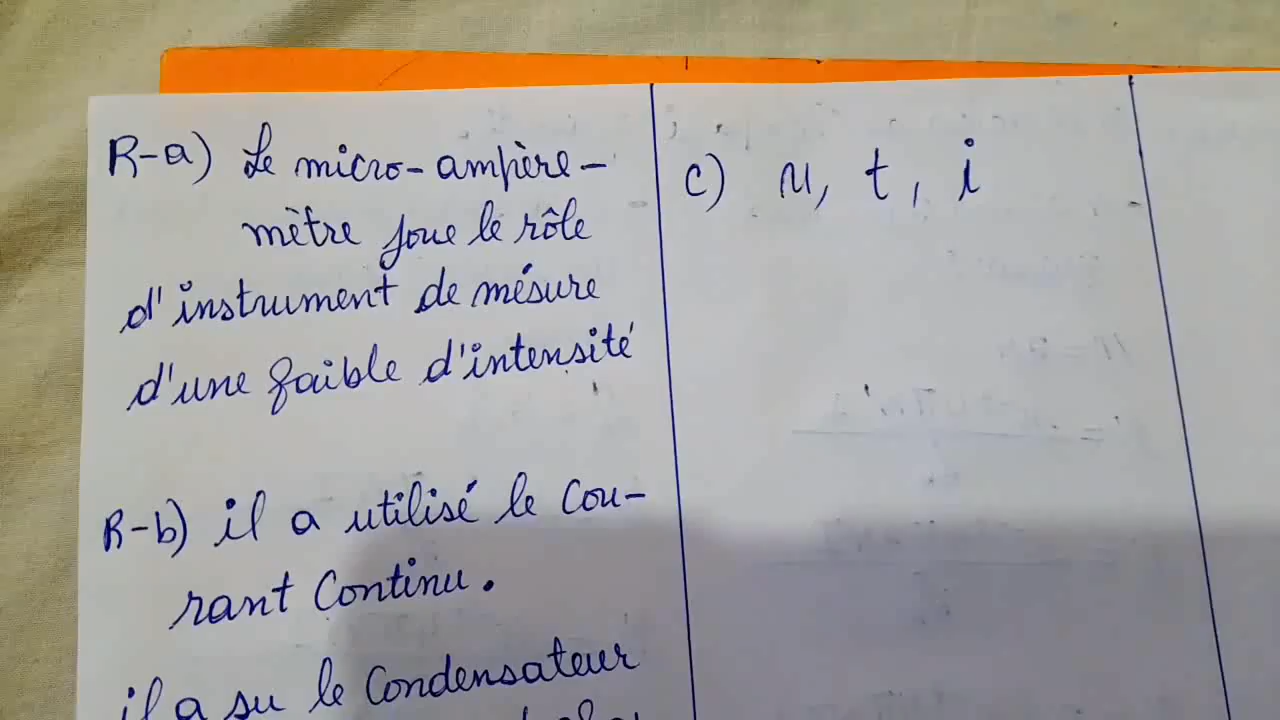 R-a) Le micro-ampère-
mètre joue le rôle
d'instrument de mésure
d'une faible d'intensité
R-b) il a utilisé le cou-
rant continu.
il a su le condensateur
c) u, t, i